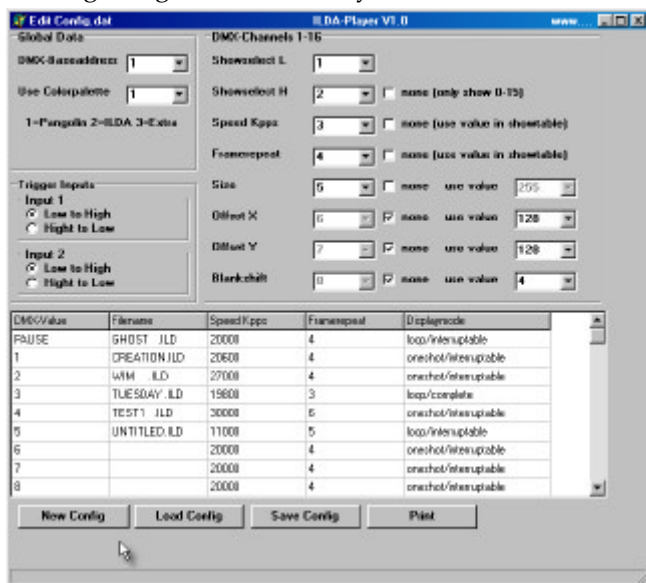 Edit Config.dat ILDA-Player V1.0 www....
Global Data
DMX-Baseaddress 1
Use Colorpalette 1
1=Pangolin 2=ILDA 3=Extra
DMX-Channels 1-16
Showselect L 1
Showselect H 2 none (only show 0-15)
Speed Kpps 3 none (use value in showtable)
Framerepeat 4 none (use value in showtable)
Size 5 none use value 255
Offset X 6 none use value 128
Offset Y 7 none use value 128
Blankshift 8 none use value 4
Trigger Inputs
Input 1
Low to High
Hight to Low
Input 2
Low to High
Hight to Low
DMX-Value Filename Speed Kpps Framerepeat Displaymode
PAUSE GHOST .ILD 20000 4 loop/interruptable
1 CREATION.ILD 20600 4 oneshot/interruptable
2 WIM .ILD 27000 4 oneshot/interruptable
3 TUESDAY .ILD 19800 3 loop/complete
4 TEST1 .ILD 30000 6 oneshot/interruptable
5 UNTITLED.ILD 11000 5 loop/interruptable
6 20000 4 oneshot/interruptable
7 20000 4 oneshot/interruptable
8 20000 4 oneshot/interruptable
New Config Load Config Save Config Print